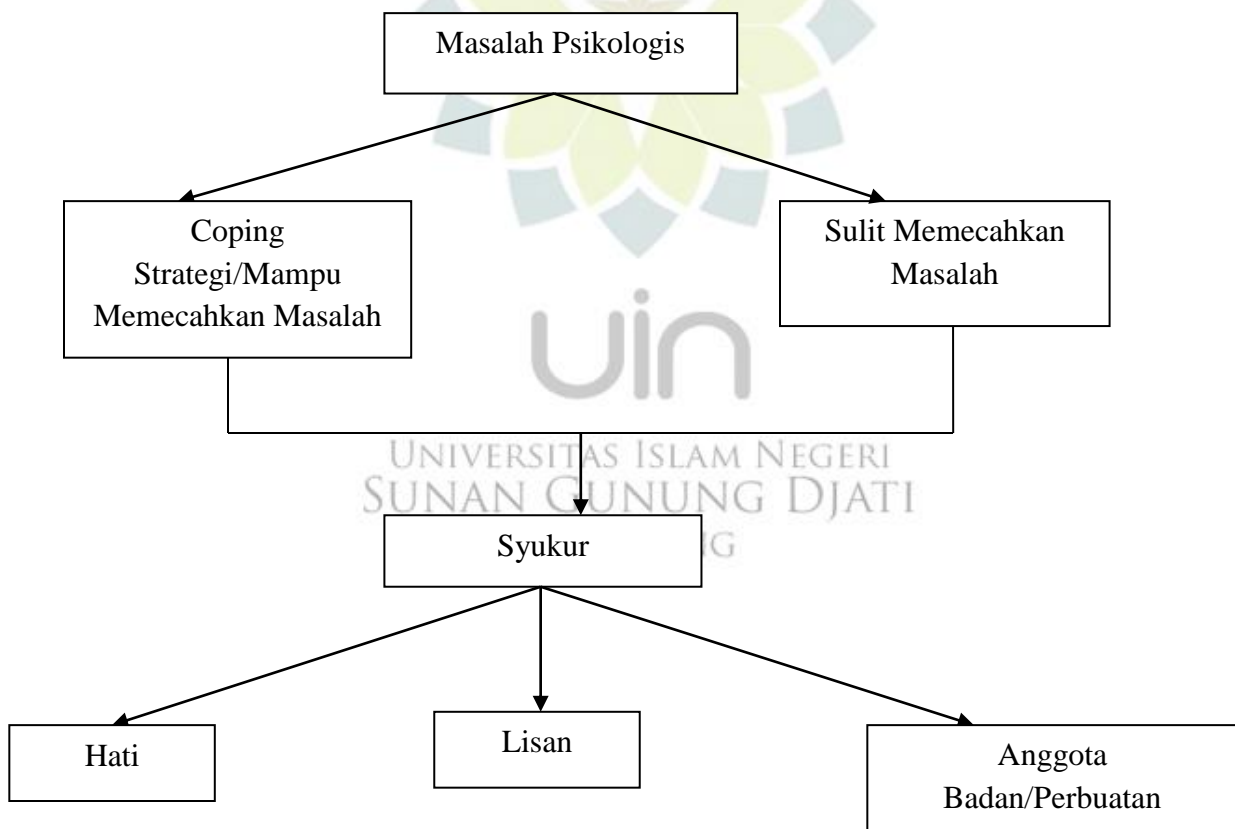 Masalah Psikologis
Coping
Strategi/Mampu
Memecahkan Masalah
Sulit Memecahkan
Masalah
uin
UNIVERSITAS ISLAM NEGERI
SUNAN GUNUNG DJATI
Syukur
Hati
Lisan
Anggota
Badan/Perbuatan